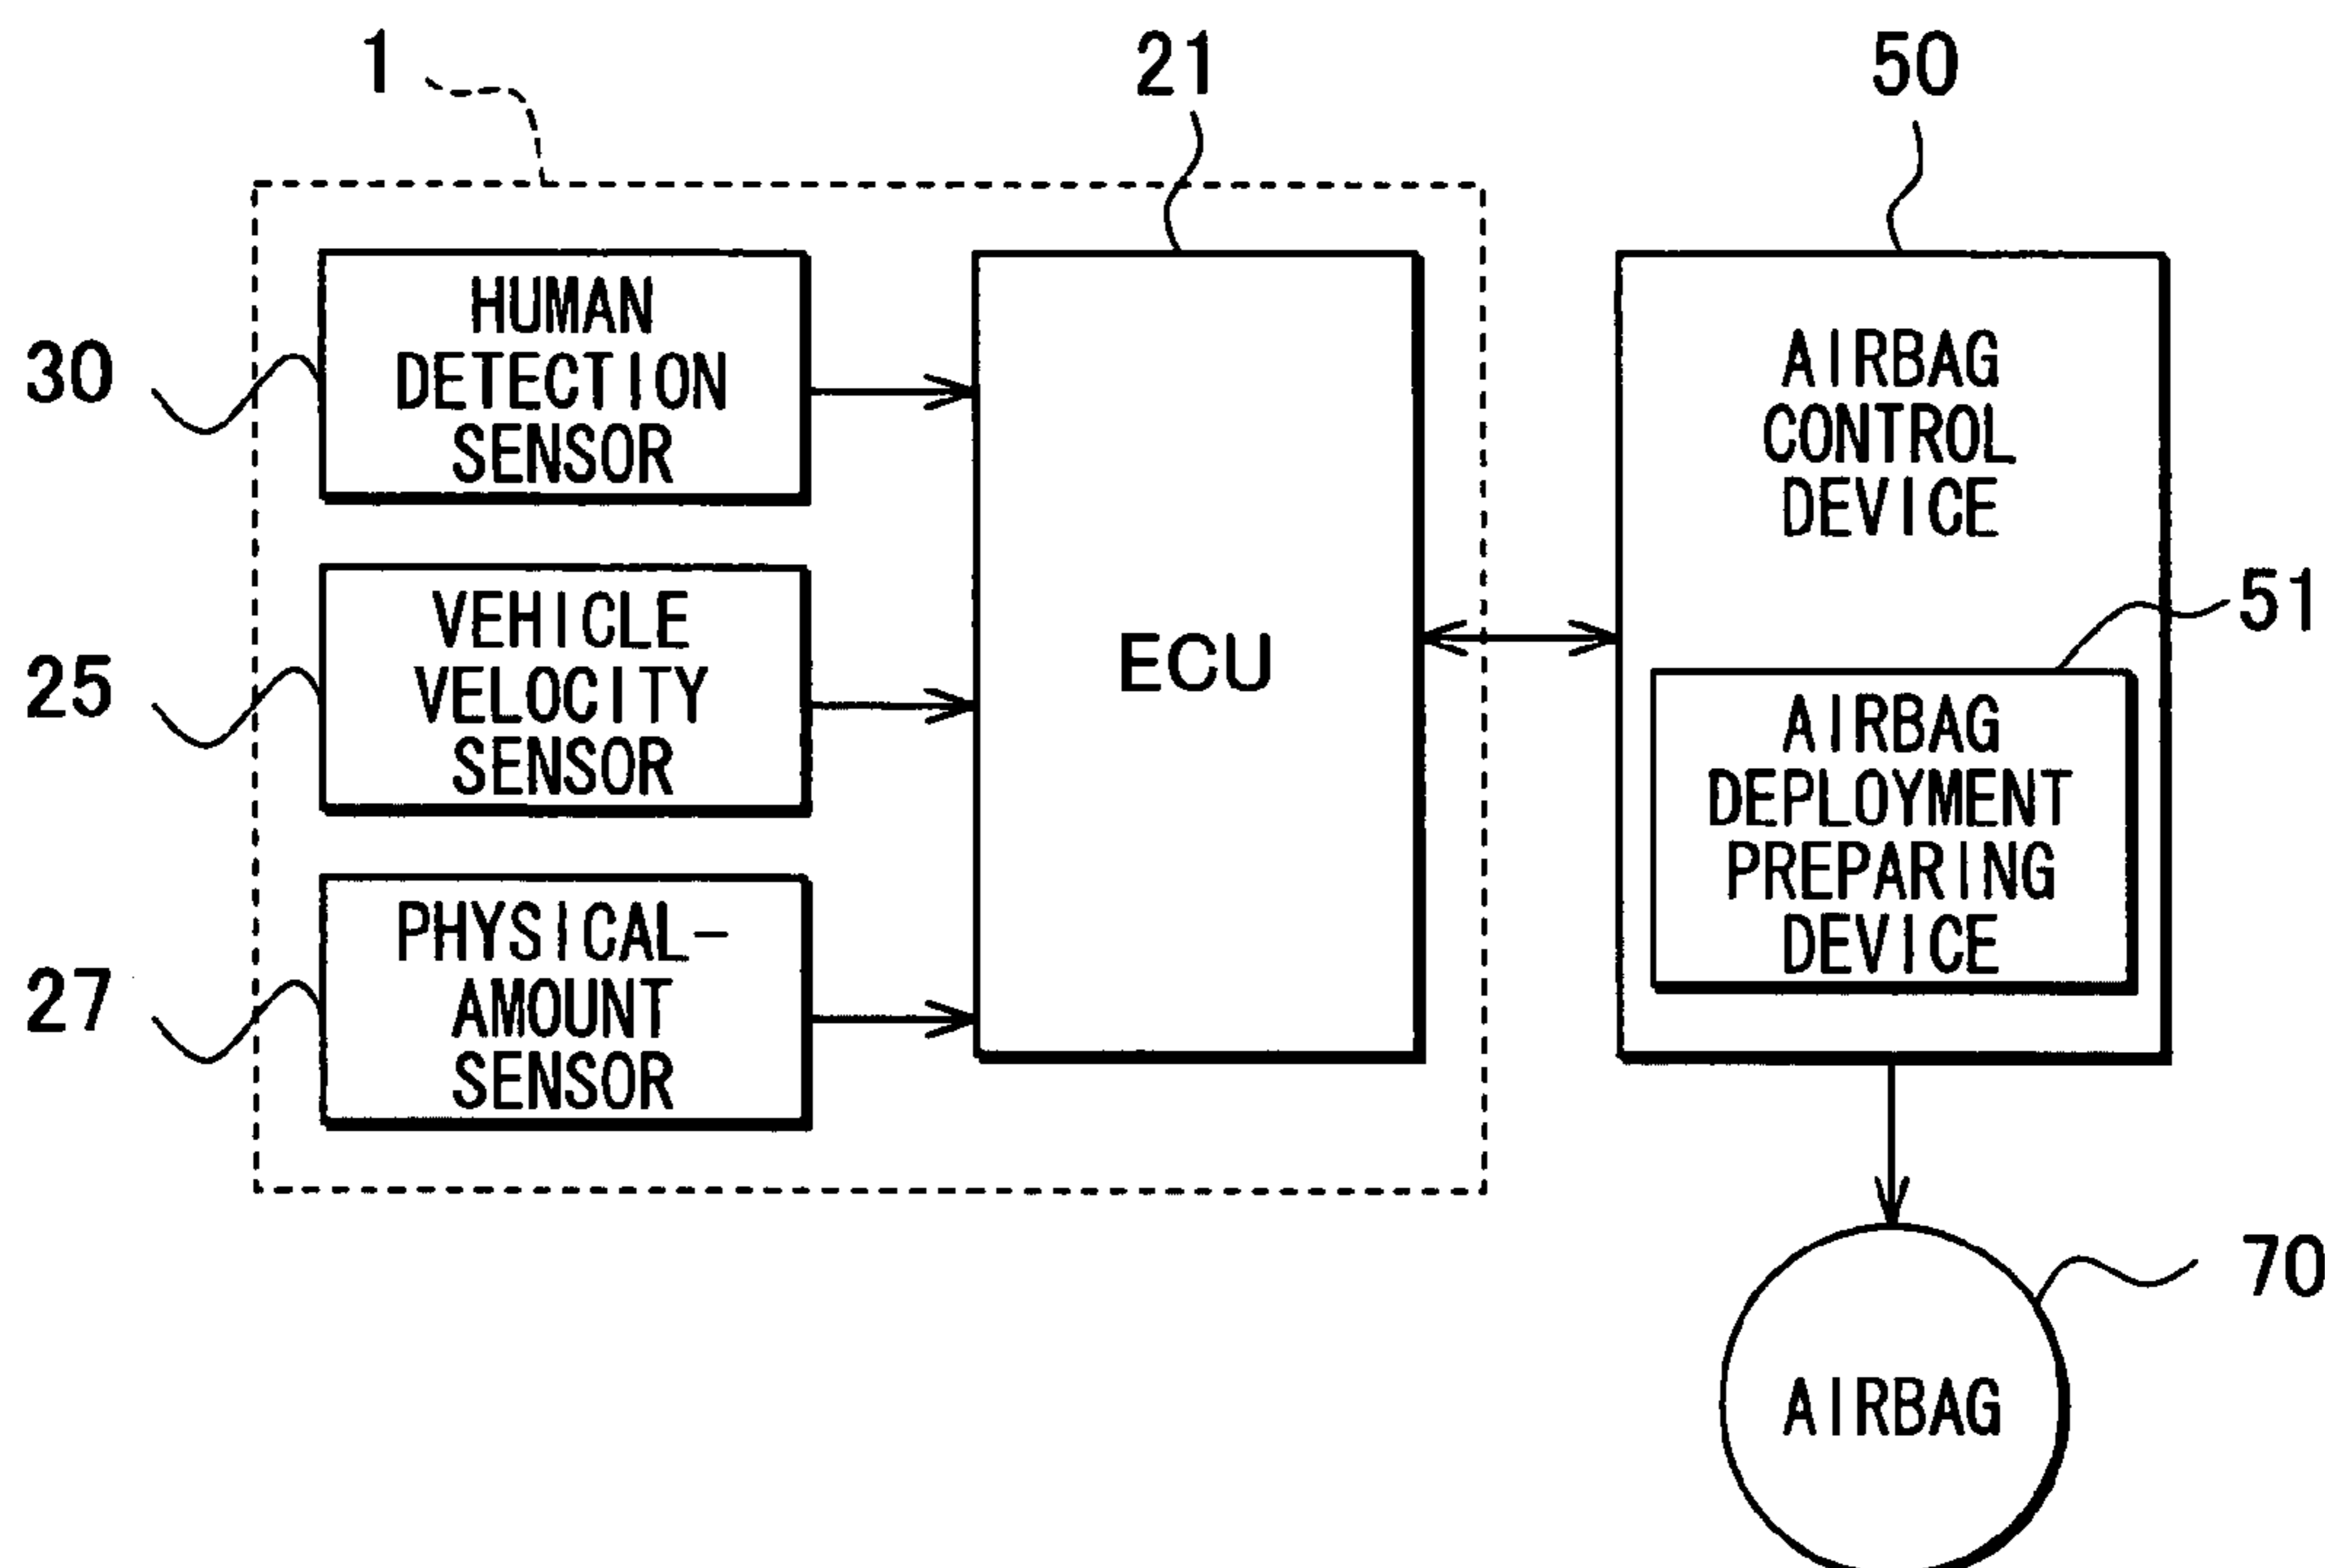 1
21
50
HUMAN
DETECTION
SENSOR
30
VEHICLE
VELOCITY
SENSOR
25
PHYSICAL-
AMOUNT
SENSOR
27
ECU
AIRBAG
CONTROL
DEVICE
51
AIRBAG
DEPLOYMENT
PREPARING
DEVICE
70
AIRBAG